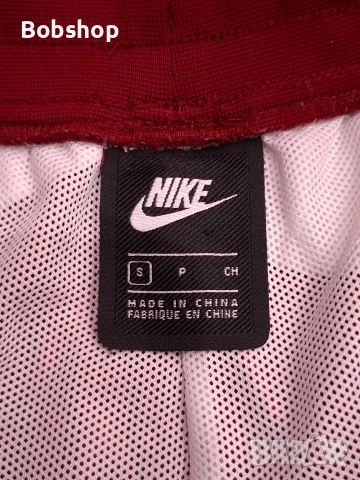 Bobshop
NIKE
S P CH
MADE IN CHINA
FABRIQUE EN CHINE